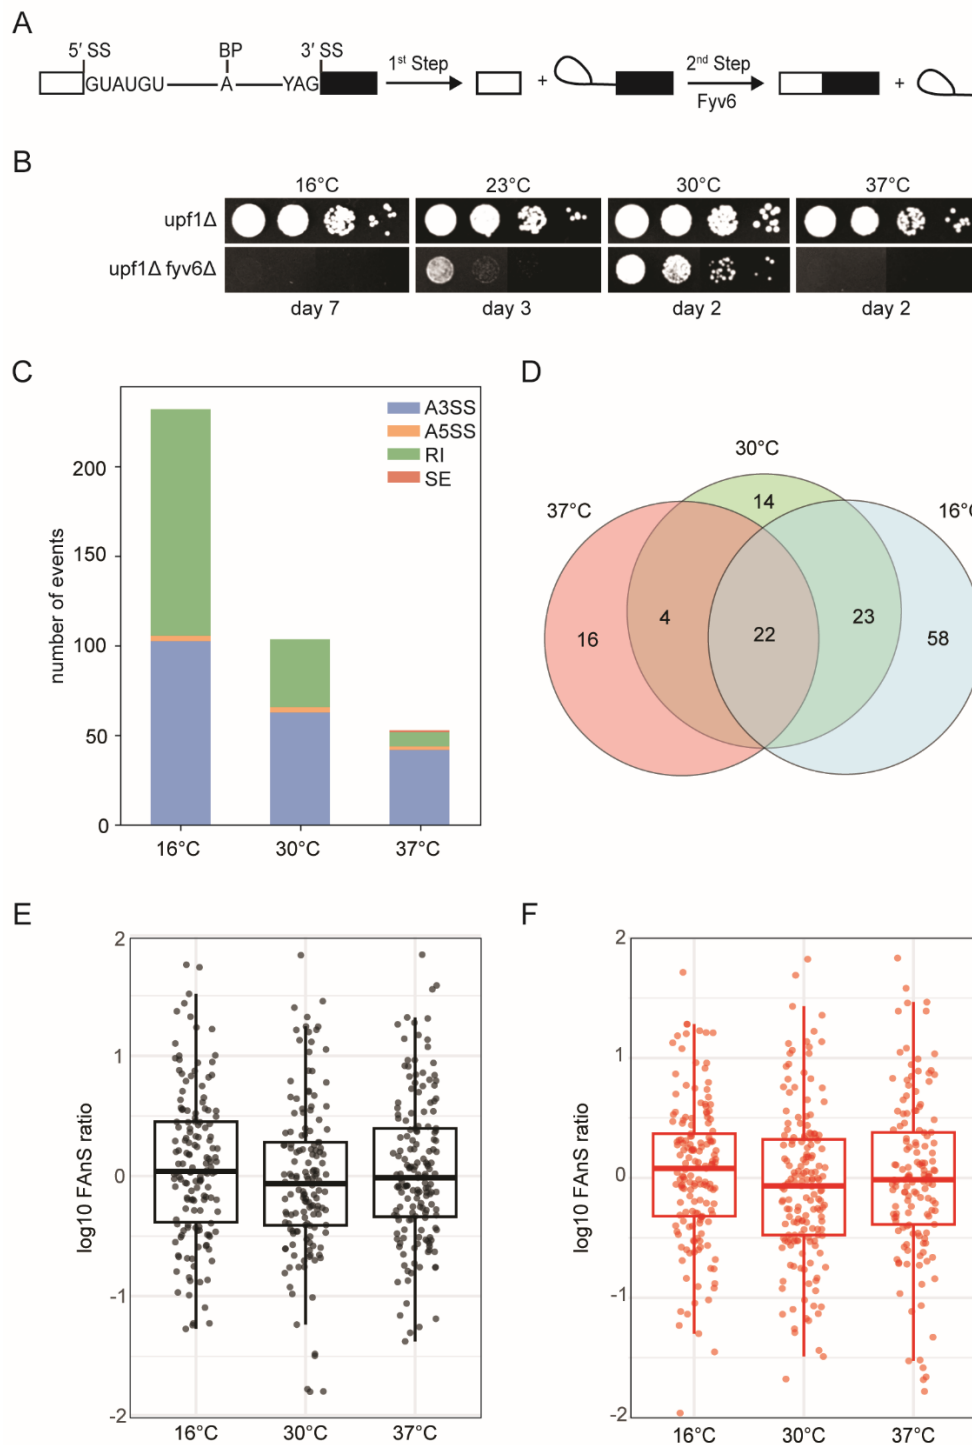 A
5' SS BP 3' SS
GUAUGU A YAG
1st Step + 2nd Step +
Fyv6
B
16°C 23°C 30°C 37°C
upf1Δ
upf1Δ fyv6Δ
day 7 day 3 day 2 day 2
C
A3SS
A5SS
RI
SE
number of events
200
150
100
50
0
16°C 30°C 37°C
D
30°C
37°C 16°C
14
16 4 22 23 58
E
log10 FAnS ratio
2
1
0
-1
-2
16°C 30°C 37°C
F
log10 FAnS ratio
2
1
0
-1
-2
16°C 30°C 37°C